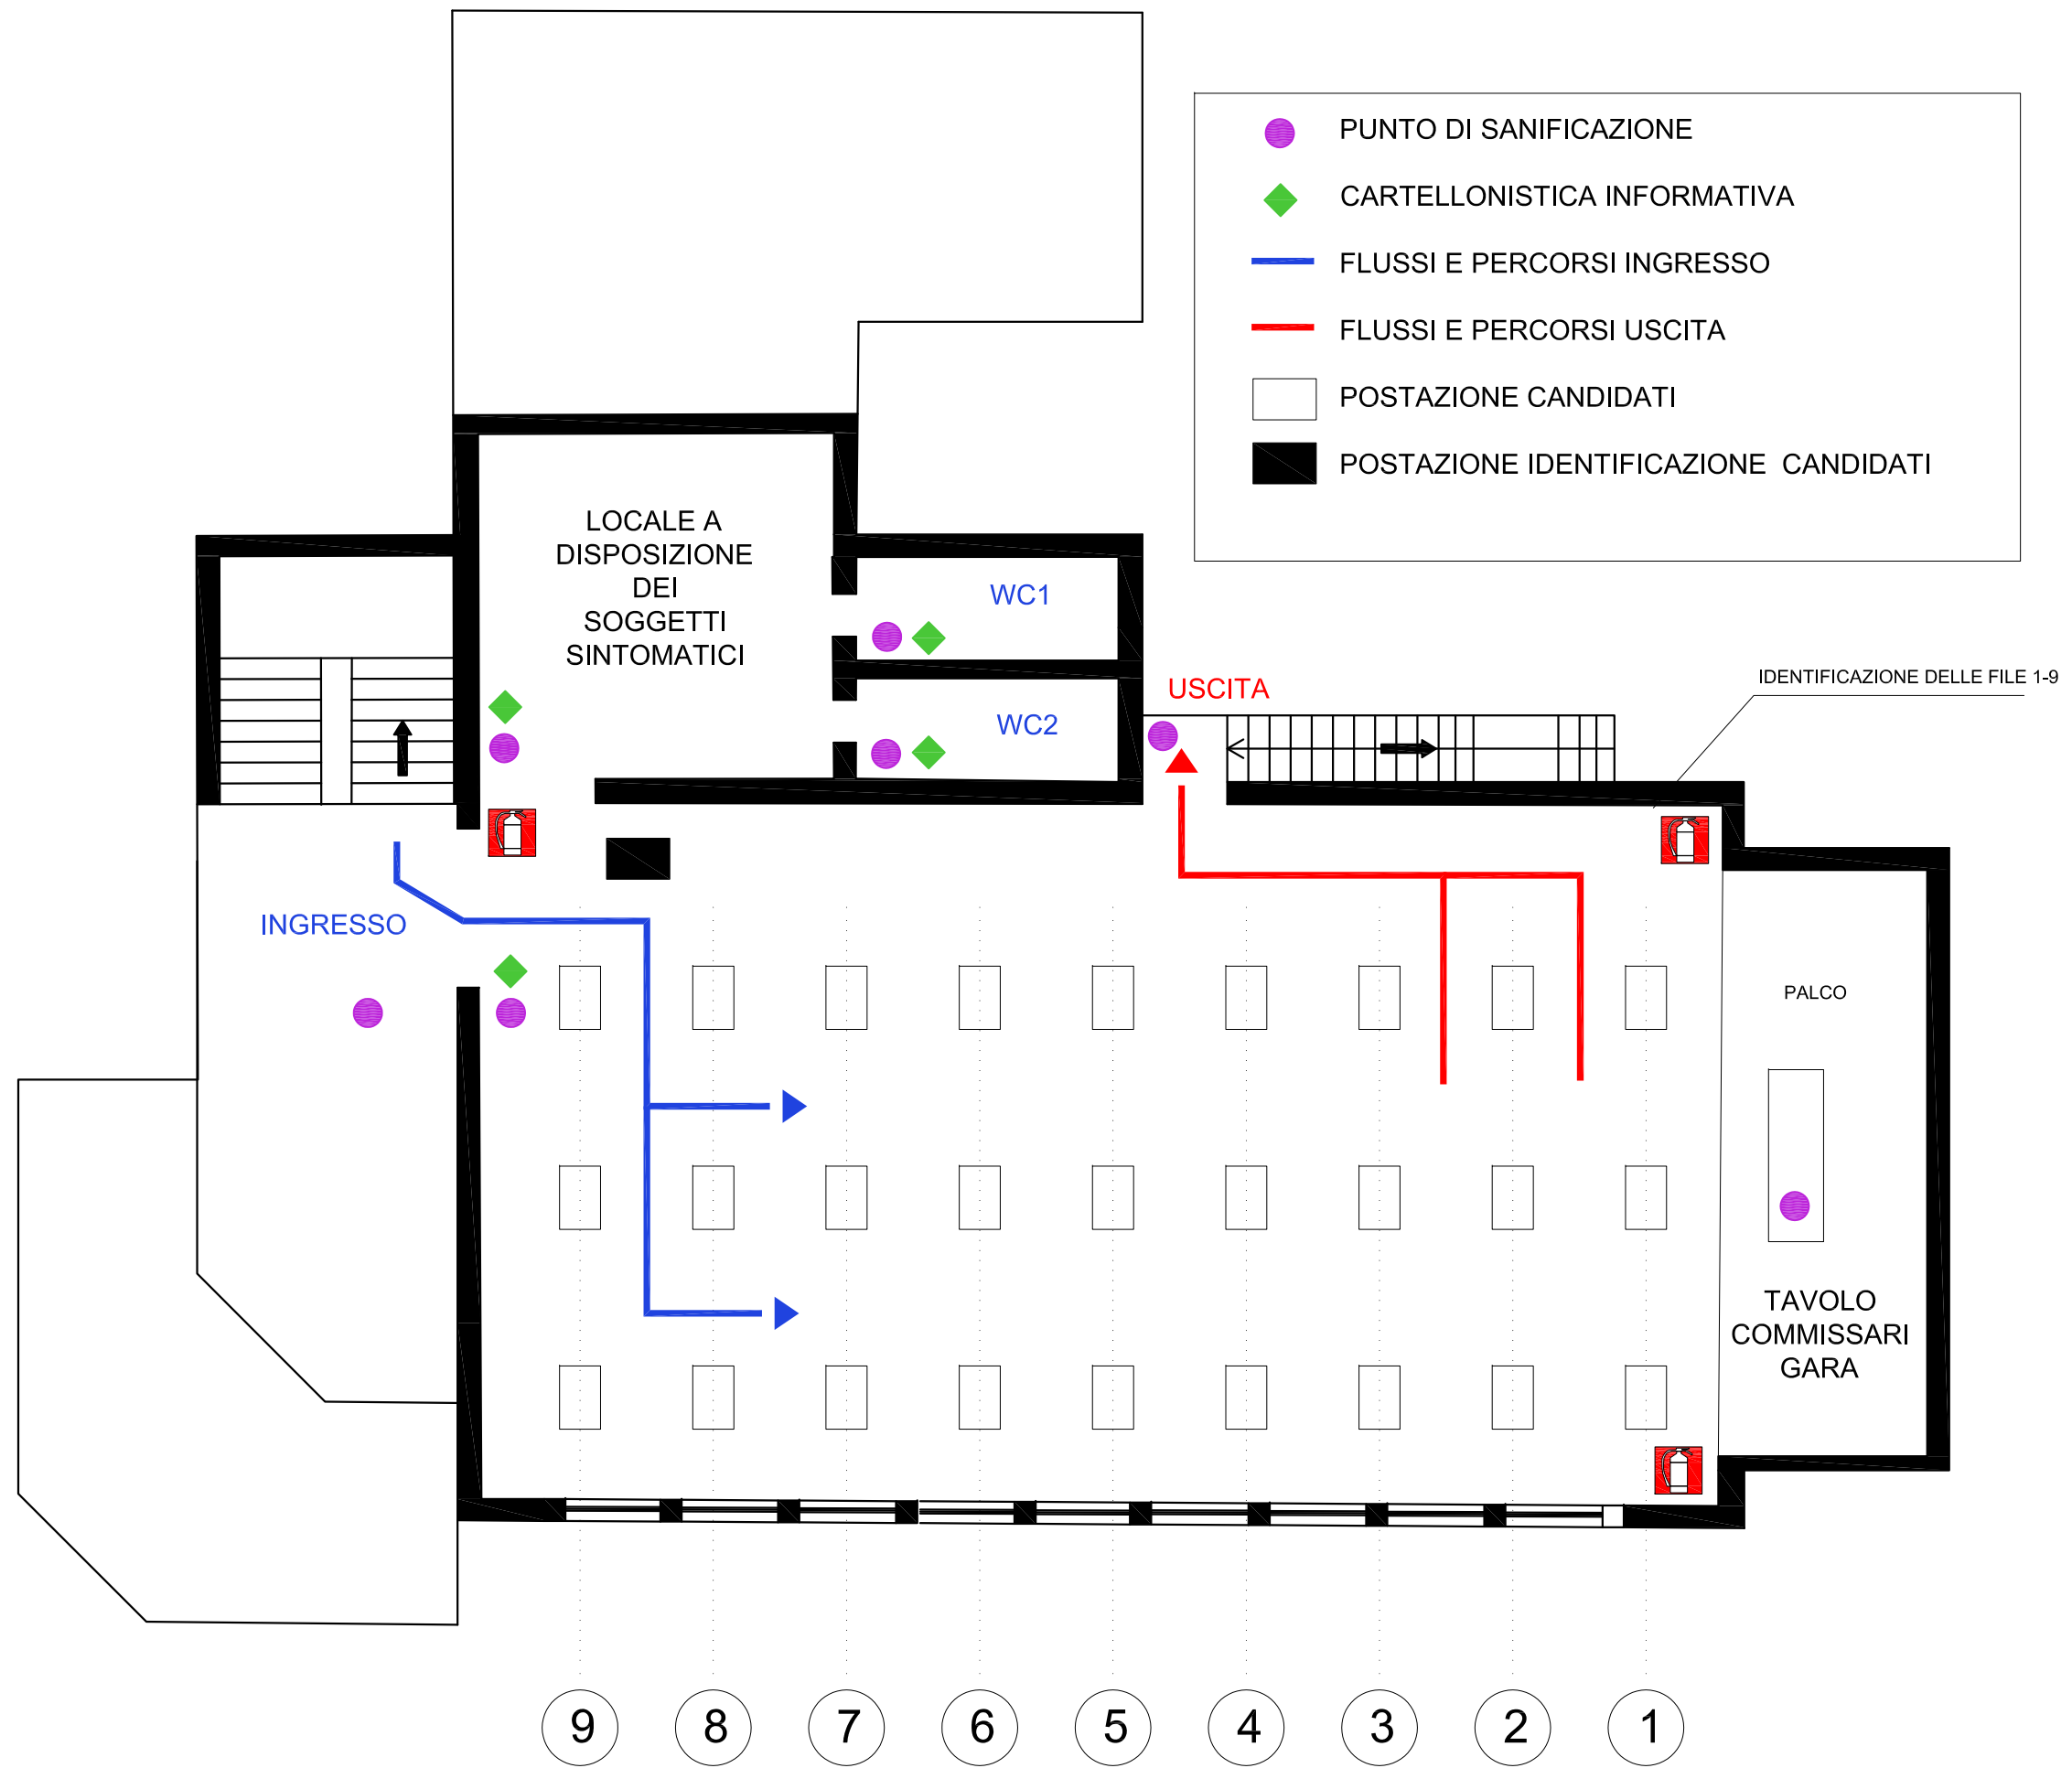 PUNTO DI SANIFICAZIONE
CARTELLONISTICA INFORMATIVA
FLUSSI E PERCORSI INGRESSO
FLUSSI E PERCORSI USCITA
POSTAZIONE CANDIDATI
POSTAZIONE IDENTIFICAZIONE CANDIDATI
LOCALE A
DISPOSIZIONE
DEI
SOGGETTI
SINTOMATICI
WC1
WC2
USCITA
IDENTIFICAZIONE DELLE FILE 1-9
INGRESSO
PALCO
TAVOLO
COMMISSARI
GARA
9 8 7 6 5 4 3 2 1